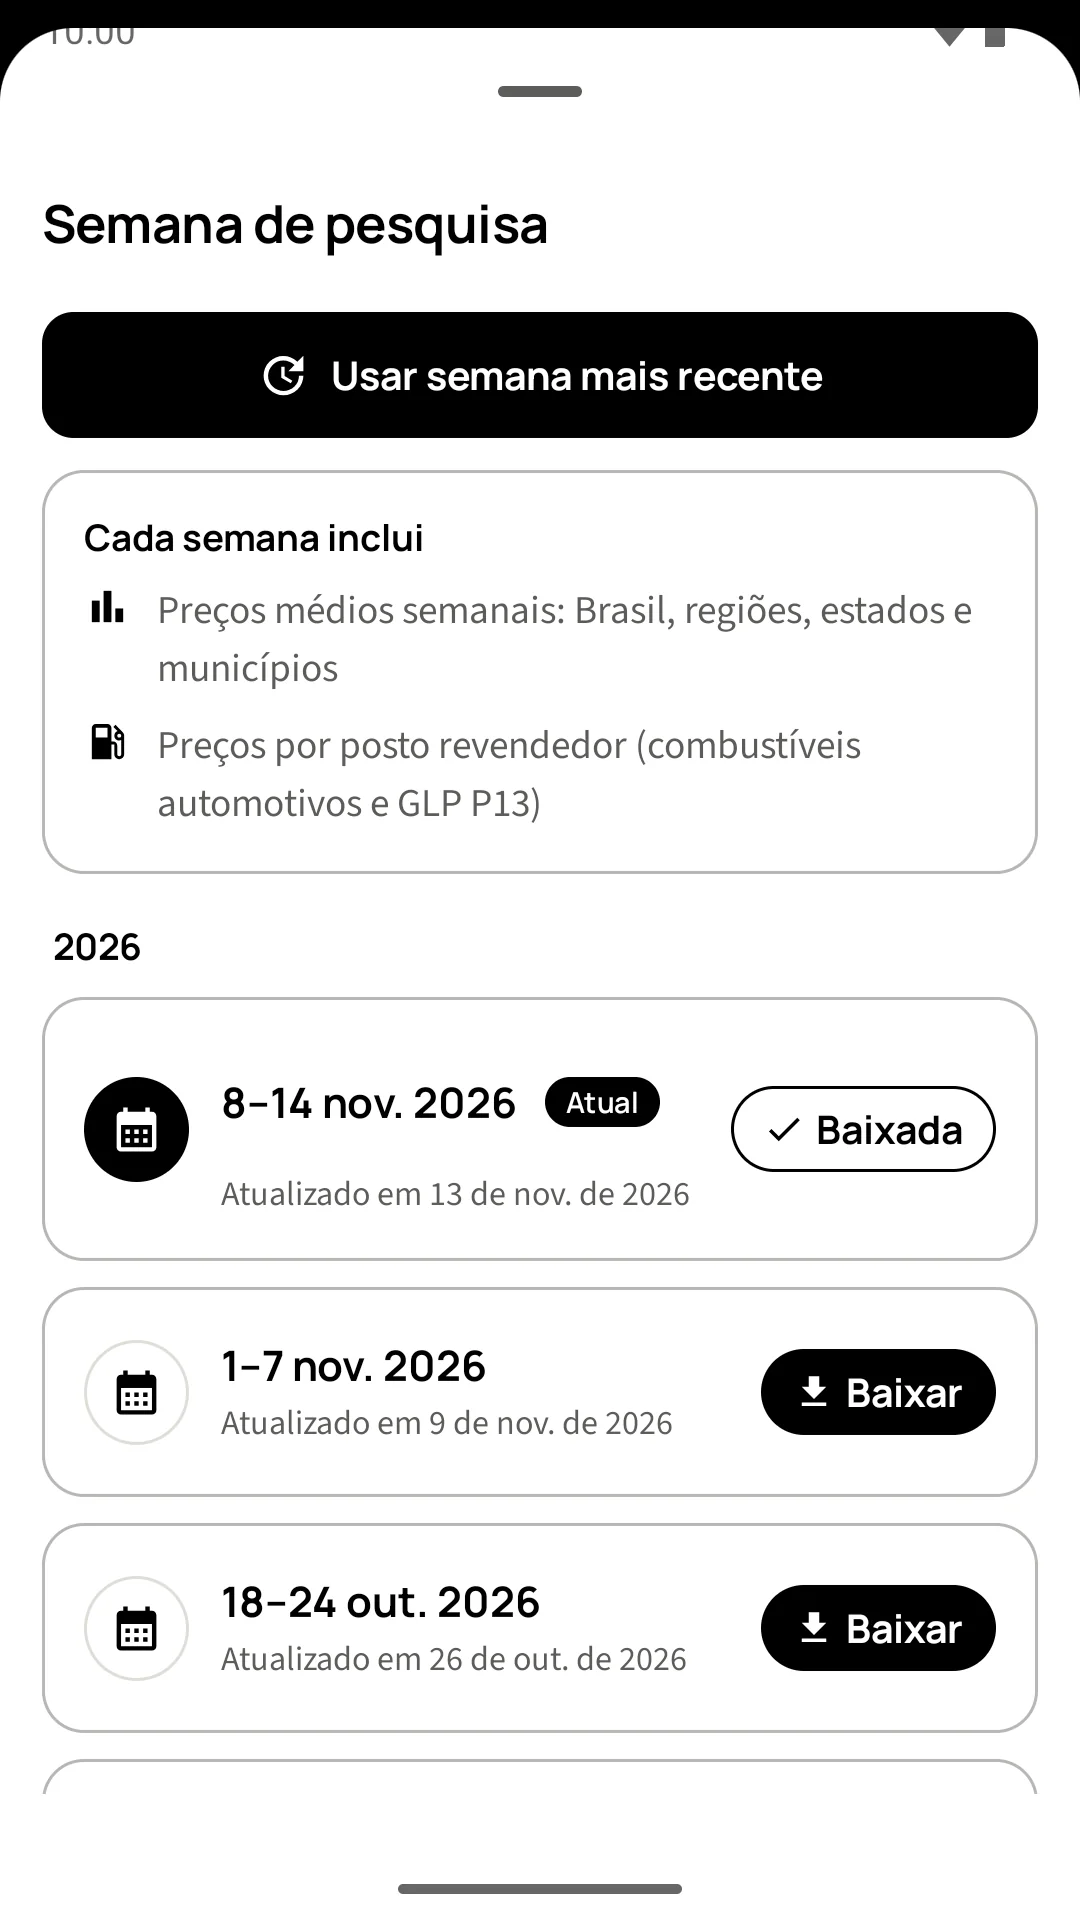 10:00
Semana de pesquisa
Usar semana mais recente
Cada semana inclui
Preços médios semanais: Brasil, regiões, estados e
municípios
Preços por posto revendedor (combustíveis
automotivos e GLP P13)
2026
8–14 nov. 2026 Atual
Baixada
Atualizado em 13 de nov. de 2026
1–7 nov. 2026
Baixar
Atualizado em 9 de nov. de 2026
18–24 out. 2026
Baixar
Atualizado em 26 de out. de 2026